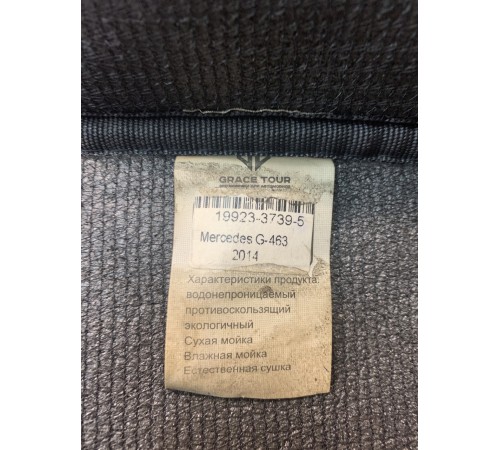 GRACE TOUR
19923-3739-5
Mercedes G-463
2014
Характеристики продукта:
водонепроницаемый
противоскользящий
экологичный
Сухая мойка
Влажная мойка
Естественная сушка